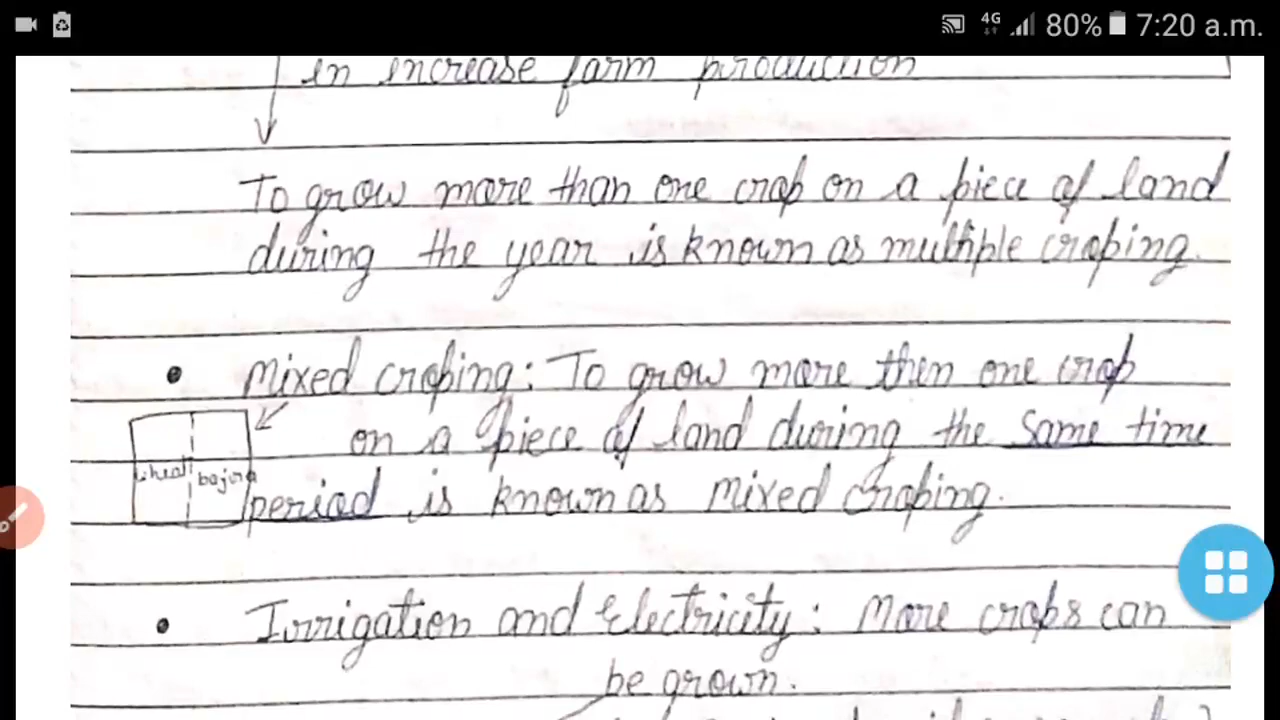 4G 80% 7:20 a.m.
in increase farm production
To grow more than one crop on a piece of land
during the year is known as multiple croping.
Mixed croping: To grow more then one crop
on a piece of land during the same time
wheat bajora
period is known as mixed croping.
Irrigation and Electricity: More crops can
be grown.